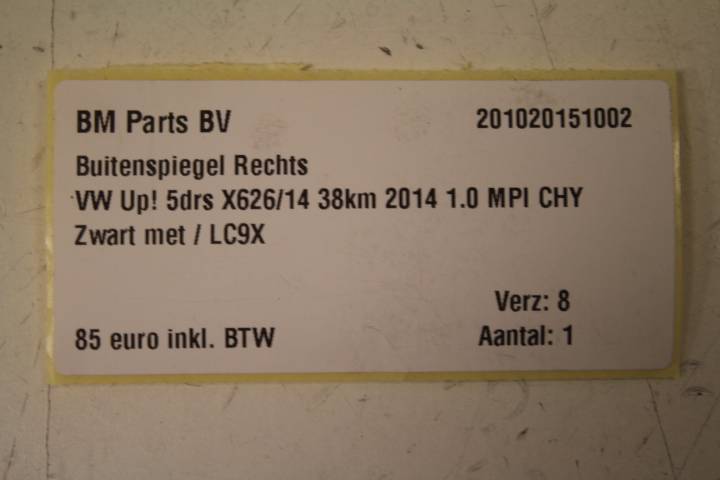 BM Parts BV 201020151002
Buitenspiegel Rechts
VW Up! 5drs X626/14 38km 2014 1.0 MPI CHY
Zwart met / LC9X
Verz: 8
85 euro inkl. BTW Aantal: 1